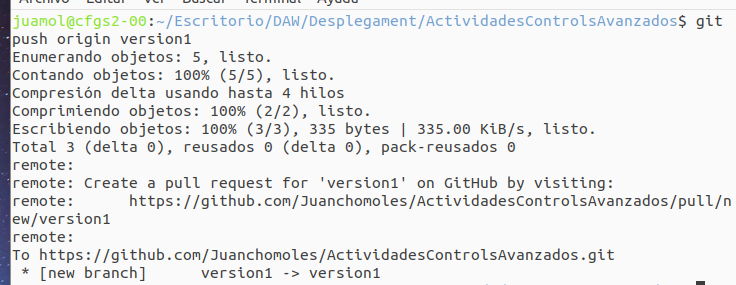 juamol@cfgs2-00:~/Escritorio/DAW/Desplegament/ActividadesControlsAvanzados$ git
push origin version1
Enumerando objetos: 5, listo.
Contando objetos: 100% (5/5), listo.
Compresión delta usando hasta 4 hilos
Comprimiendo objetos: 100% (2/2), listo.
Escribiendo objetos: 100% (3/3), 335 bytes | 335.00 KiB/s, listo.
Total 3 (delta 0), reusados 0 (delta 0), pack-reusados 0
remote:
remote: Create a pull request for 'version1' on GitHub by visiting:
remote:      https://github.com/Juanchomoles/ActividadesControlsAvanzados/pull/n
ew/version1
remote:
To https://github.com/Juanchomoles/ActividadesControlsAvanzados.git
 * [new branch]      version1 -> version1